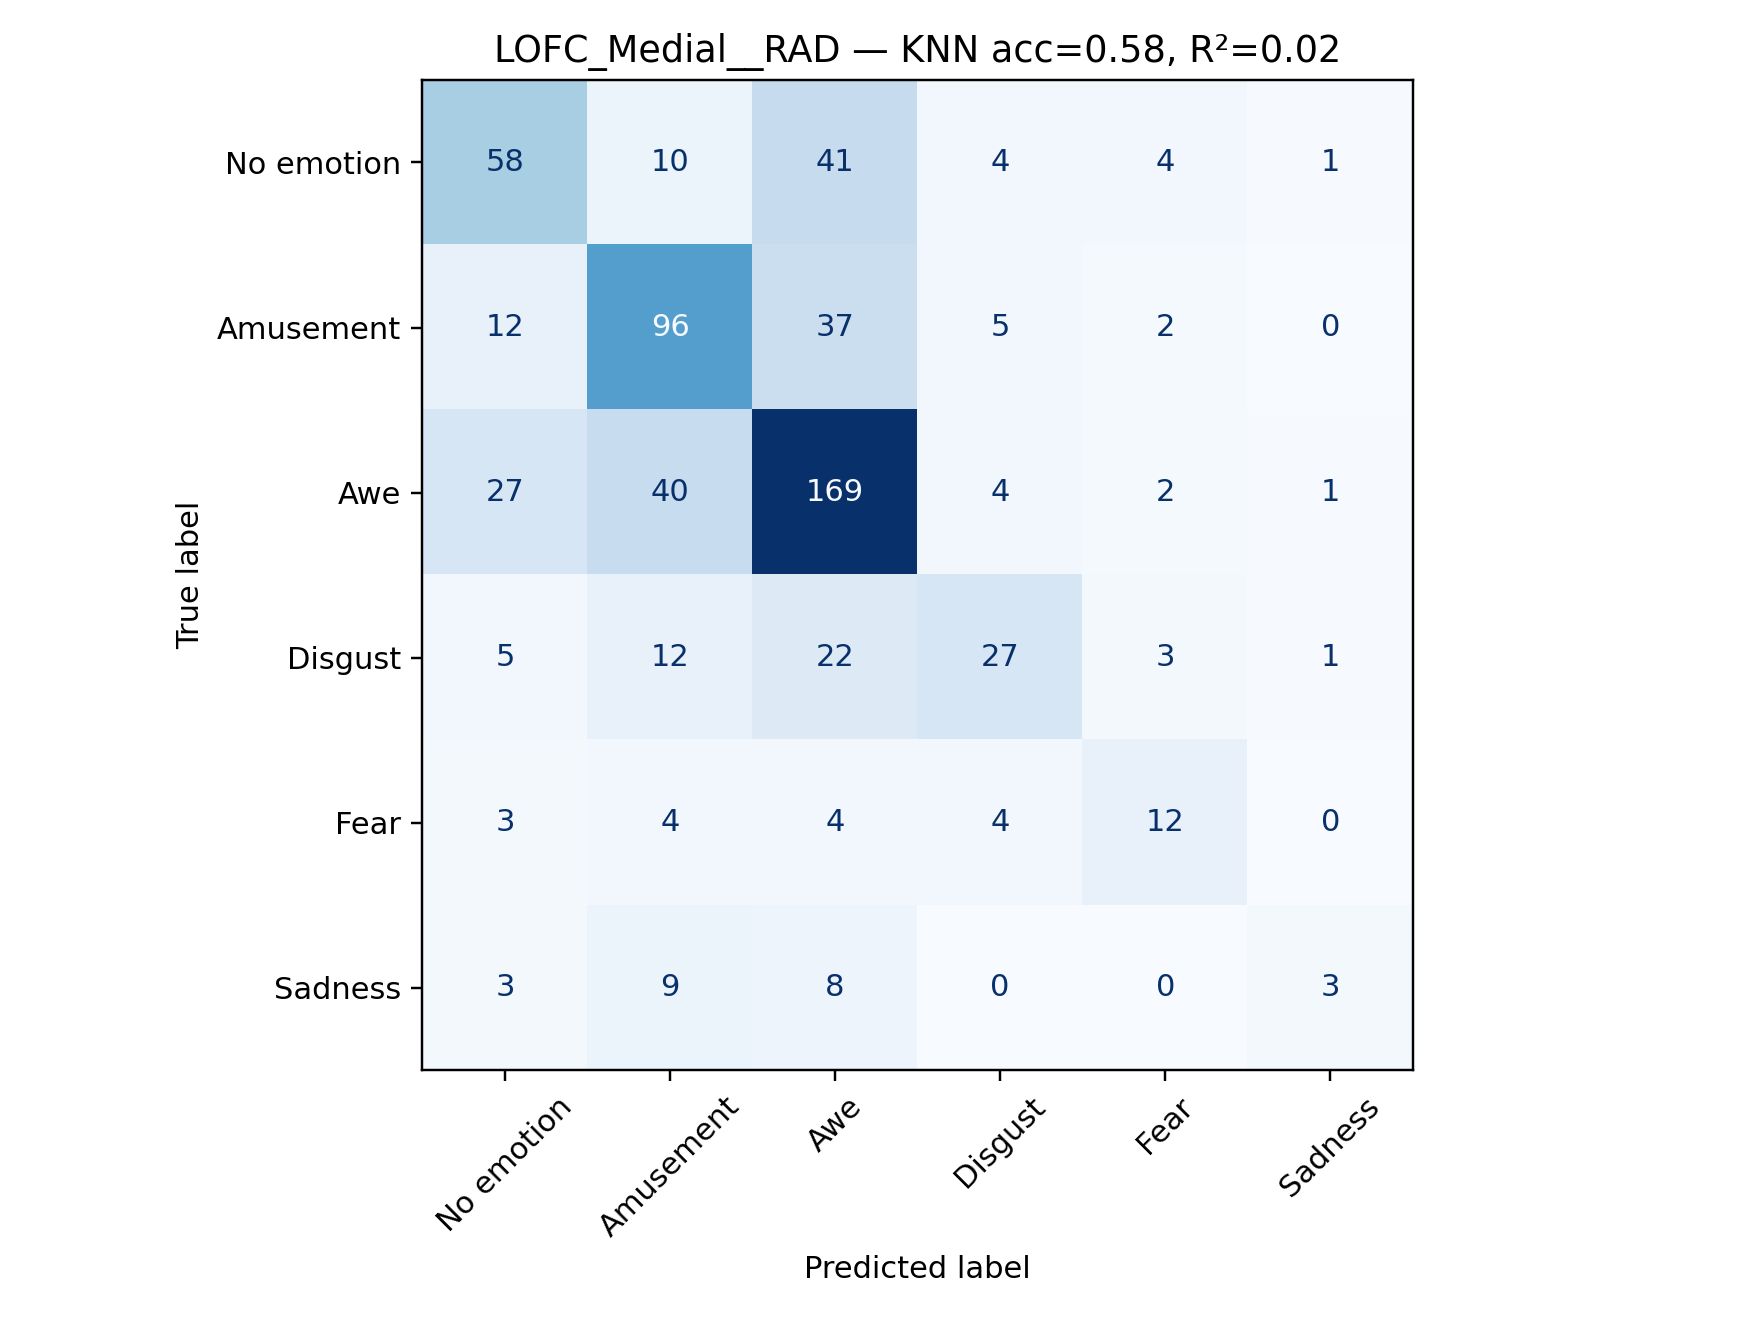 LOFC_Medial__RAD — KNN acc=0.58, R²=0.02
No emotion 58 10 41 4 4 1
Amusement 12 96 37 5 2 0
Awe 27 40 169 4 2 1
Disgust 5 12 22 27 3 1
Fear 3 4 4 4 12 0
Sadness 3 9 8 0 0 3
True label
No emotion Amusement Awe Disgust Fear Sadness
Predicted label